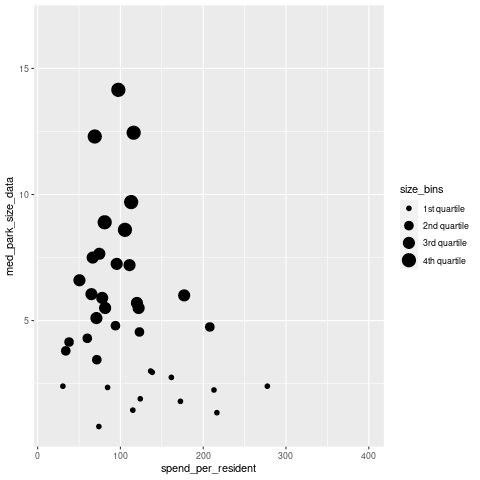 15
10
5
0
100
200
300
400
med_park_size_data
spend_per_resident
size_bins
1st quartile
2nd quartile
3rd quartile
4th quartile